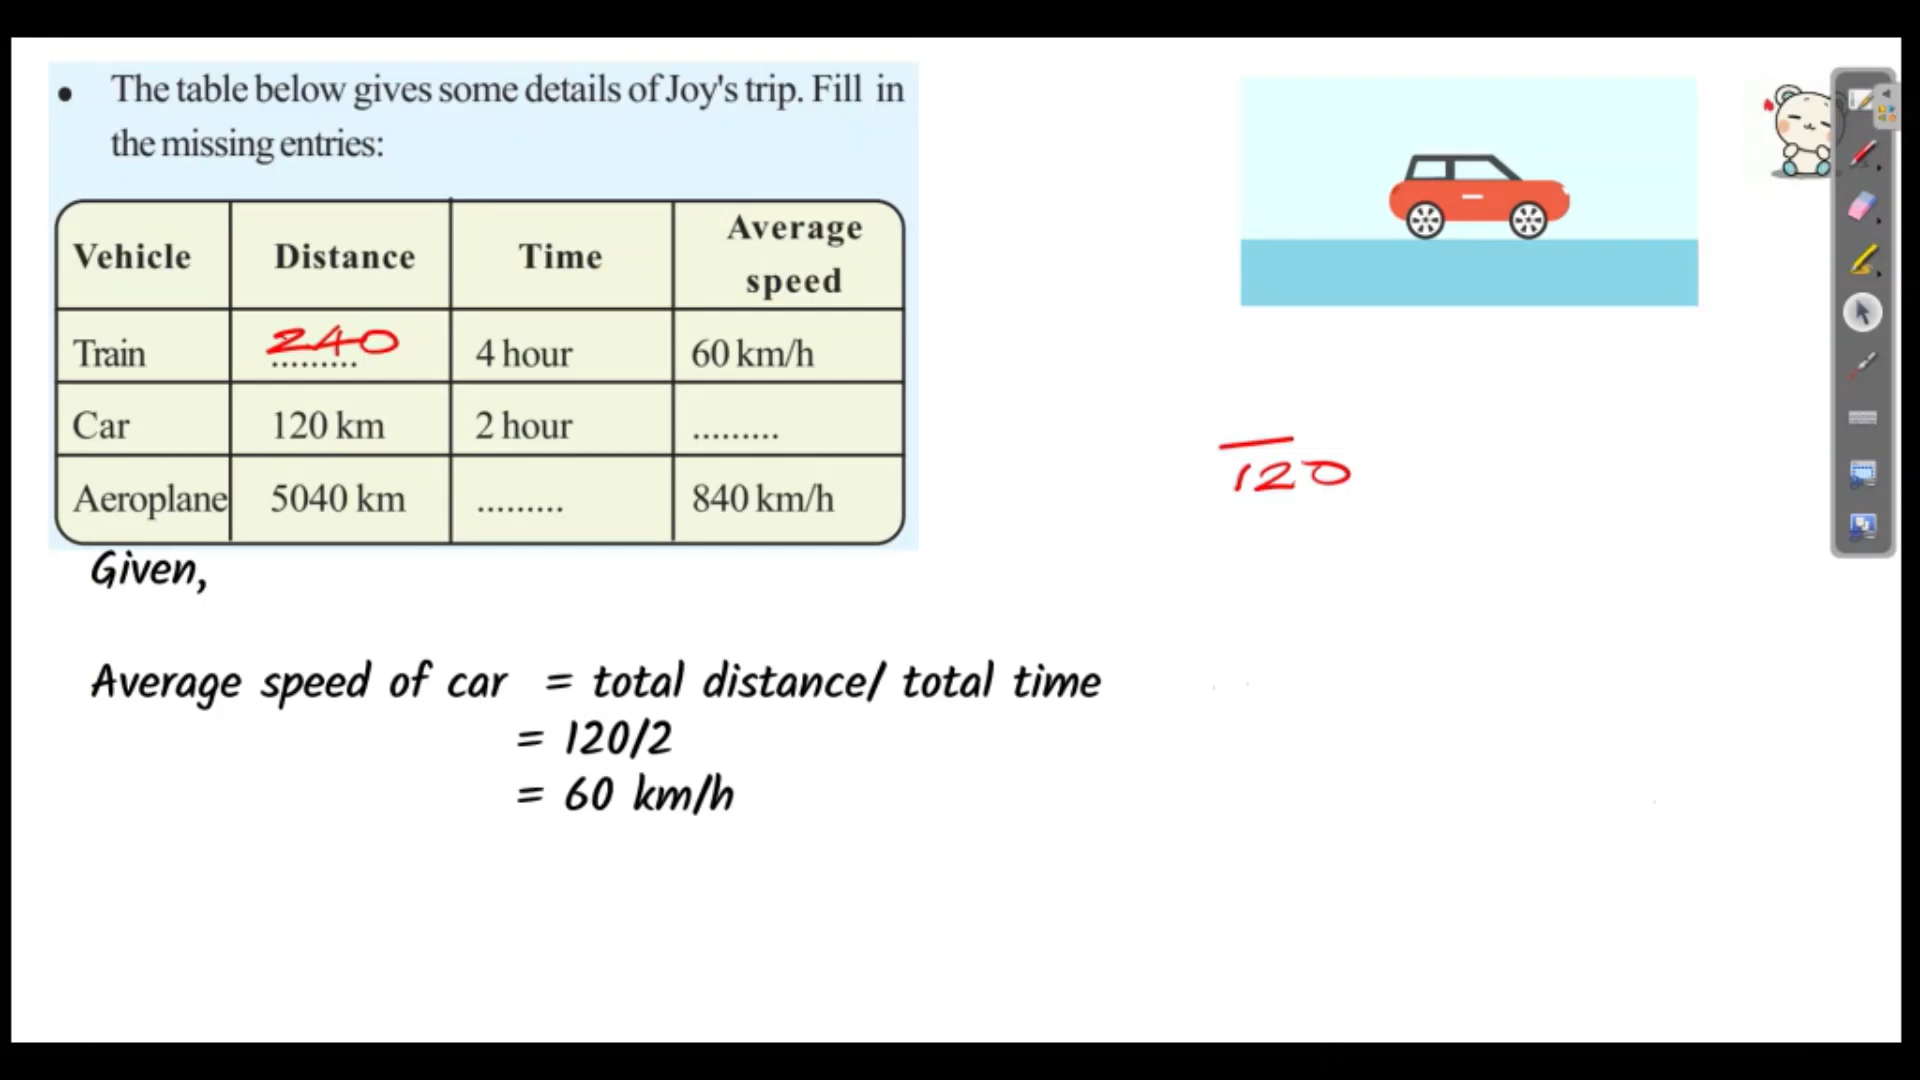 • The table below gives some details of Joy's trip. Fill in
the missing entries:
Vehicle Distance Time Average speed
Train 240 ......... 4 hour 60 km/h
Car 120 km 2 hour .........
Aeroplane 5040 km ......... 840 km/h
120
Given,
Average speed of car = total distance/ total time
= 120/2
= 60 km/h